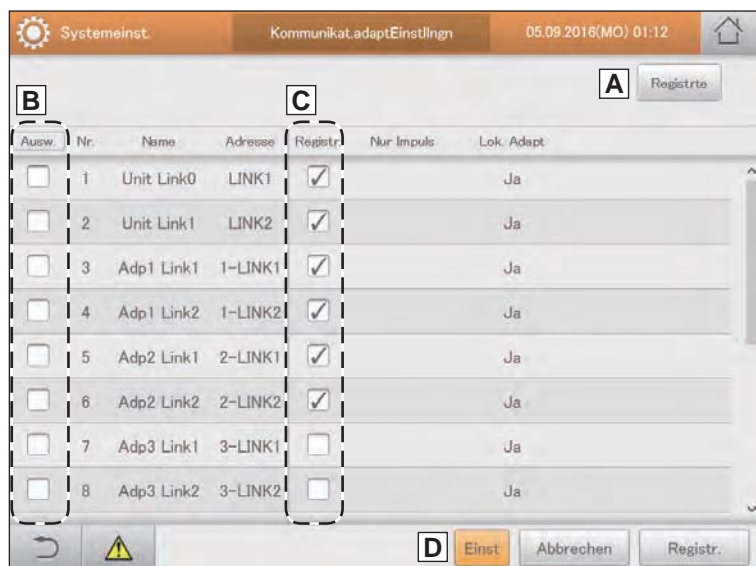 Systemeinst. Kommunikat.adaptEinstllngn 05.09.2016(MO) 01:12
A Registrte
B C
Ausw. Nr. Name Adresse Registr. Nur Impuls Lok. Adapt
1 Unit Link0 LINK1 Ja
2 Unit Link1 LINK2 Ja
3 Adp1 Link1 1-LINK1 Ja
4 Adp1 Link2 1-LINK2 Ja
5 Adp2 Link1 2-LINK1 Ja
6 Adp2 Link2 2-LINK2 Ja
7 Adp3 Link1 3-LINK1 Ja
8 Adp3 Link2 3-LINK2 Ja
D Einst Abbrechen Registr.